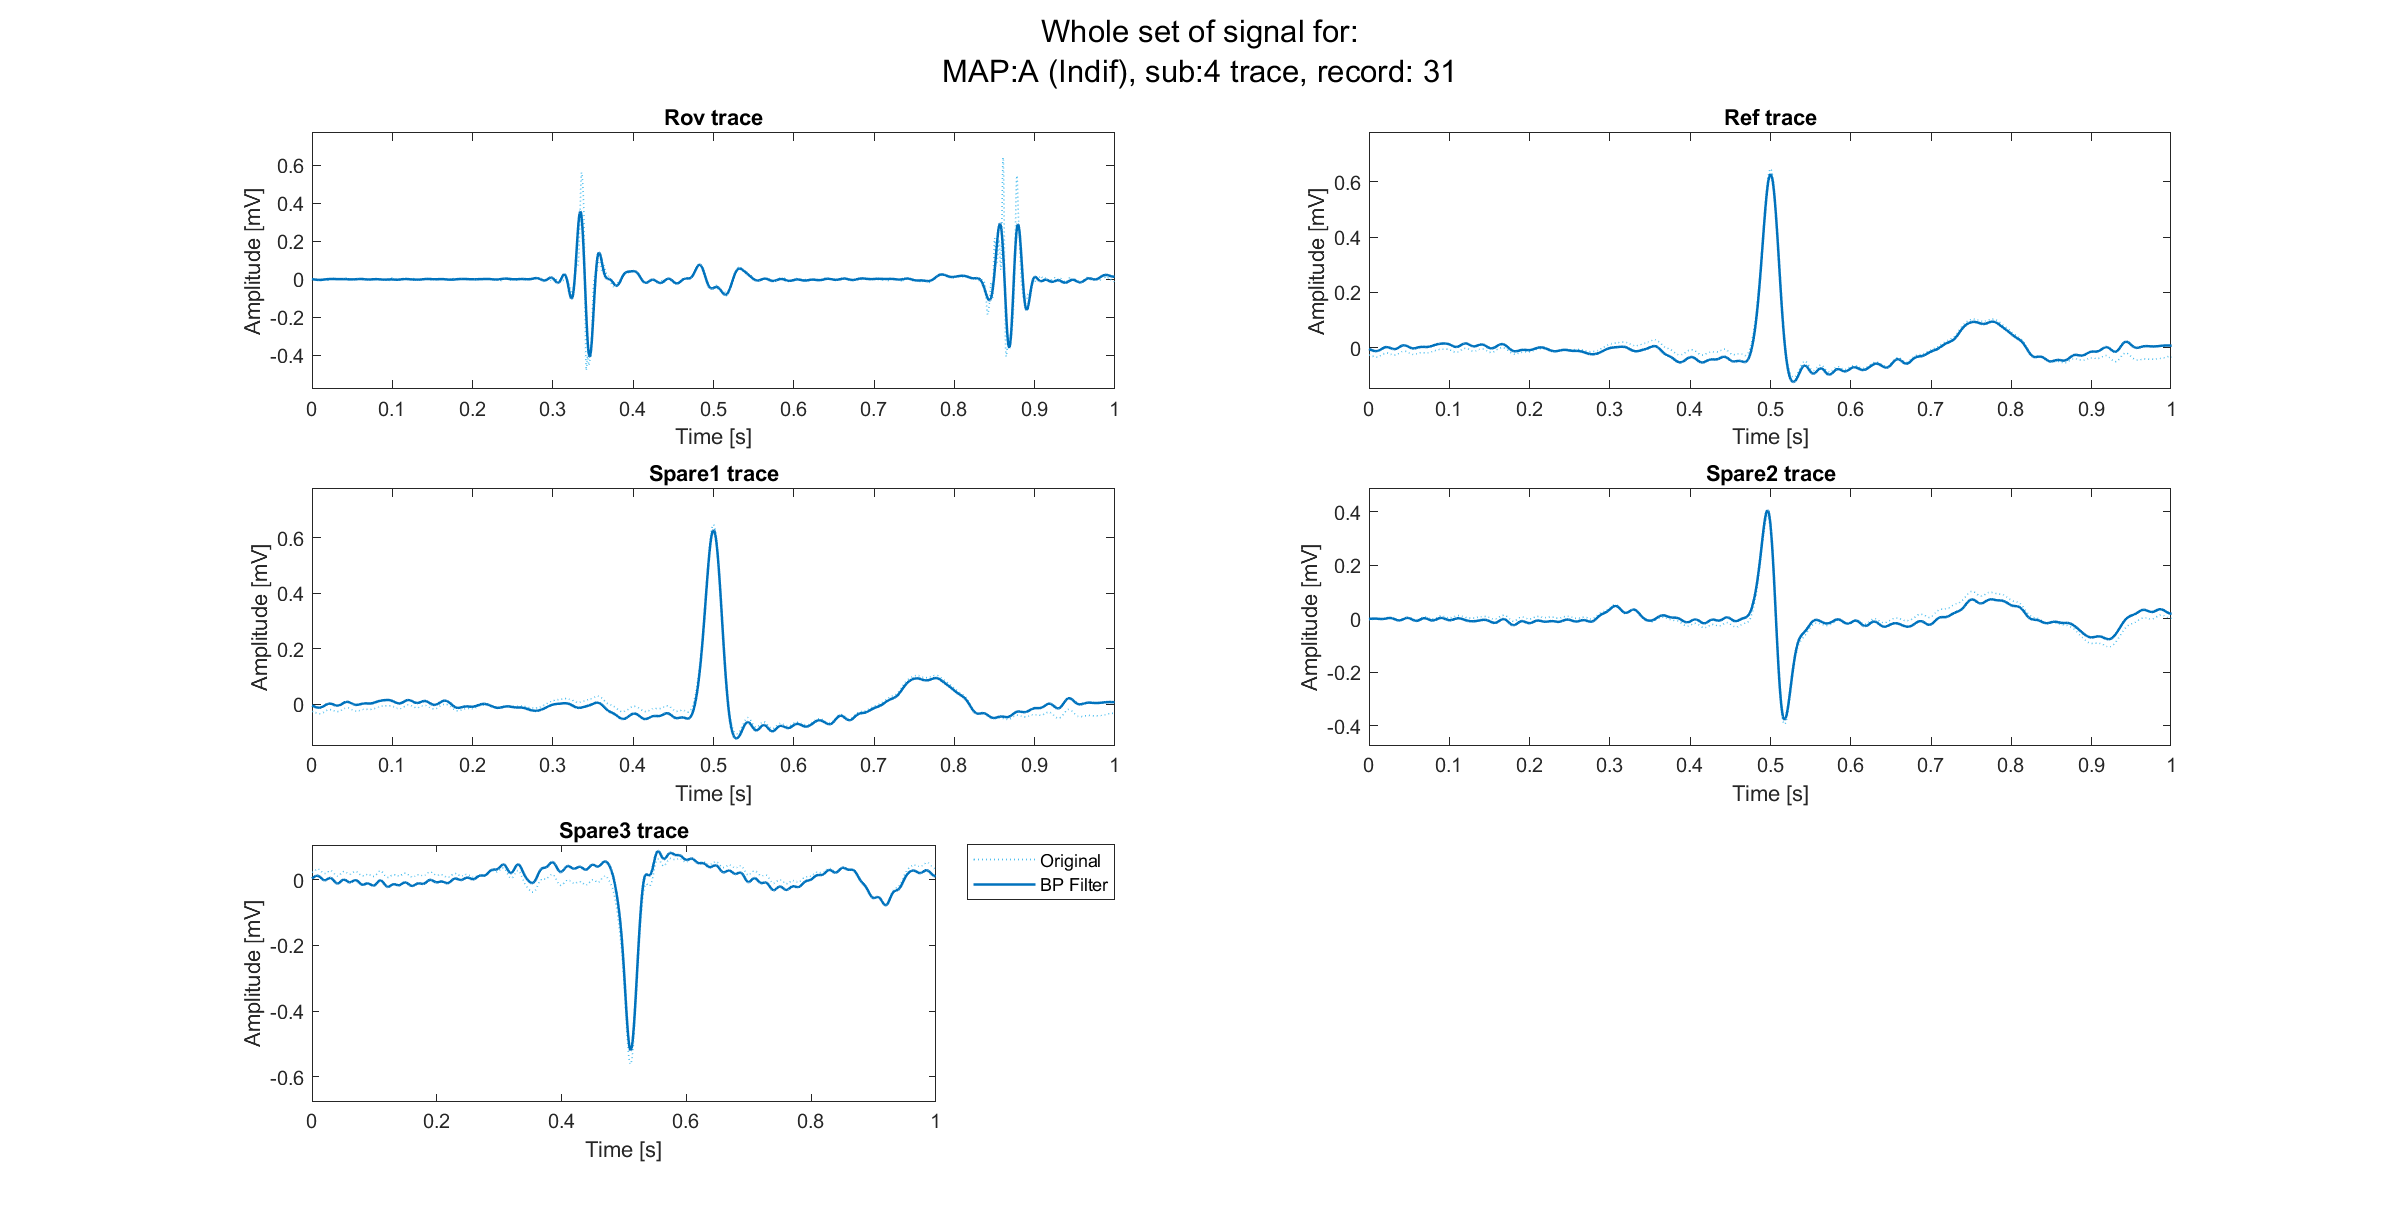 Whole set of signal for:
MAP:A (Indif), sub:4 trace, record: 31
Rov trace
0.6
0.4
0.2
0
-0.2
-0.4
Amplitude [mV]
0 0.1 0.2 0.3 0.4 0.5 0.6 0.7 0.8 0.9 1
Time [s]
Ref trace
0.6
0.4
0.2
0
Amplitude [mV]
0 0.1 0.2 0.3 0.4 0.5 0.6 0.7 0.8 0.9 1
Time [s]
Spare1 trace
0.6
0.4
0.2
0
Amplitude [mV]
0 0.1 0.2 0.3 0.4 0.5 0.6 0.7 0.8 0.9 1
Time [s]
Spare2 trace
0.4
0.2
0
-0.2
-0.4
Amplitude [mV]
0 0.1 0.2 0.3 0.4 0.5 0.6 0.7 0.8 0.9 1
Time [s]
Spare3 trace
0
-0.2
-0.4
-0.6
Amplitude [mV]
0 0.2 0.4 0.6 0.8 1
Time [s]
Original
BP Filter